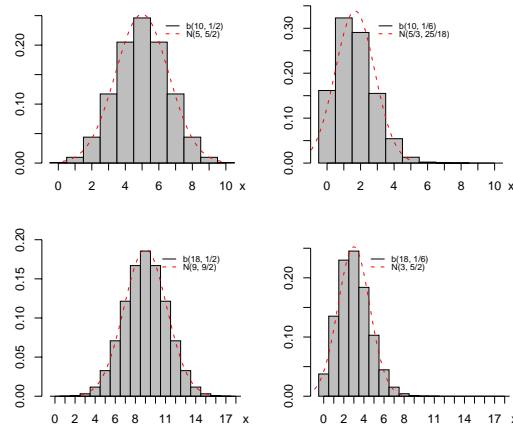 b(10, 1/2)
N(5, 5/2)
0.00 0.10 0.20
0 2 4 6 8 10 x
b(10, 1/6)
N(5/3, 25/18)
0.00 0.10 0.20 0.30
0 2 4 6 8 10 x
b(18, 1/2)
N(9, 9/2)
0.00 0.05 0.10 0.15 0.20
0 2 4 6 8 11 14 17 x
b(18, 1/6)
N(3, 5/2)
0.00 0.10 0.20
0 2 4 6 8 11 14 17 x